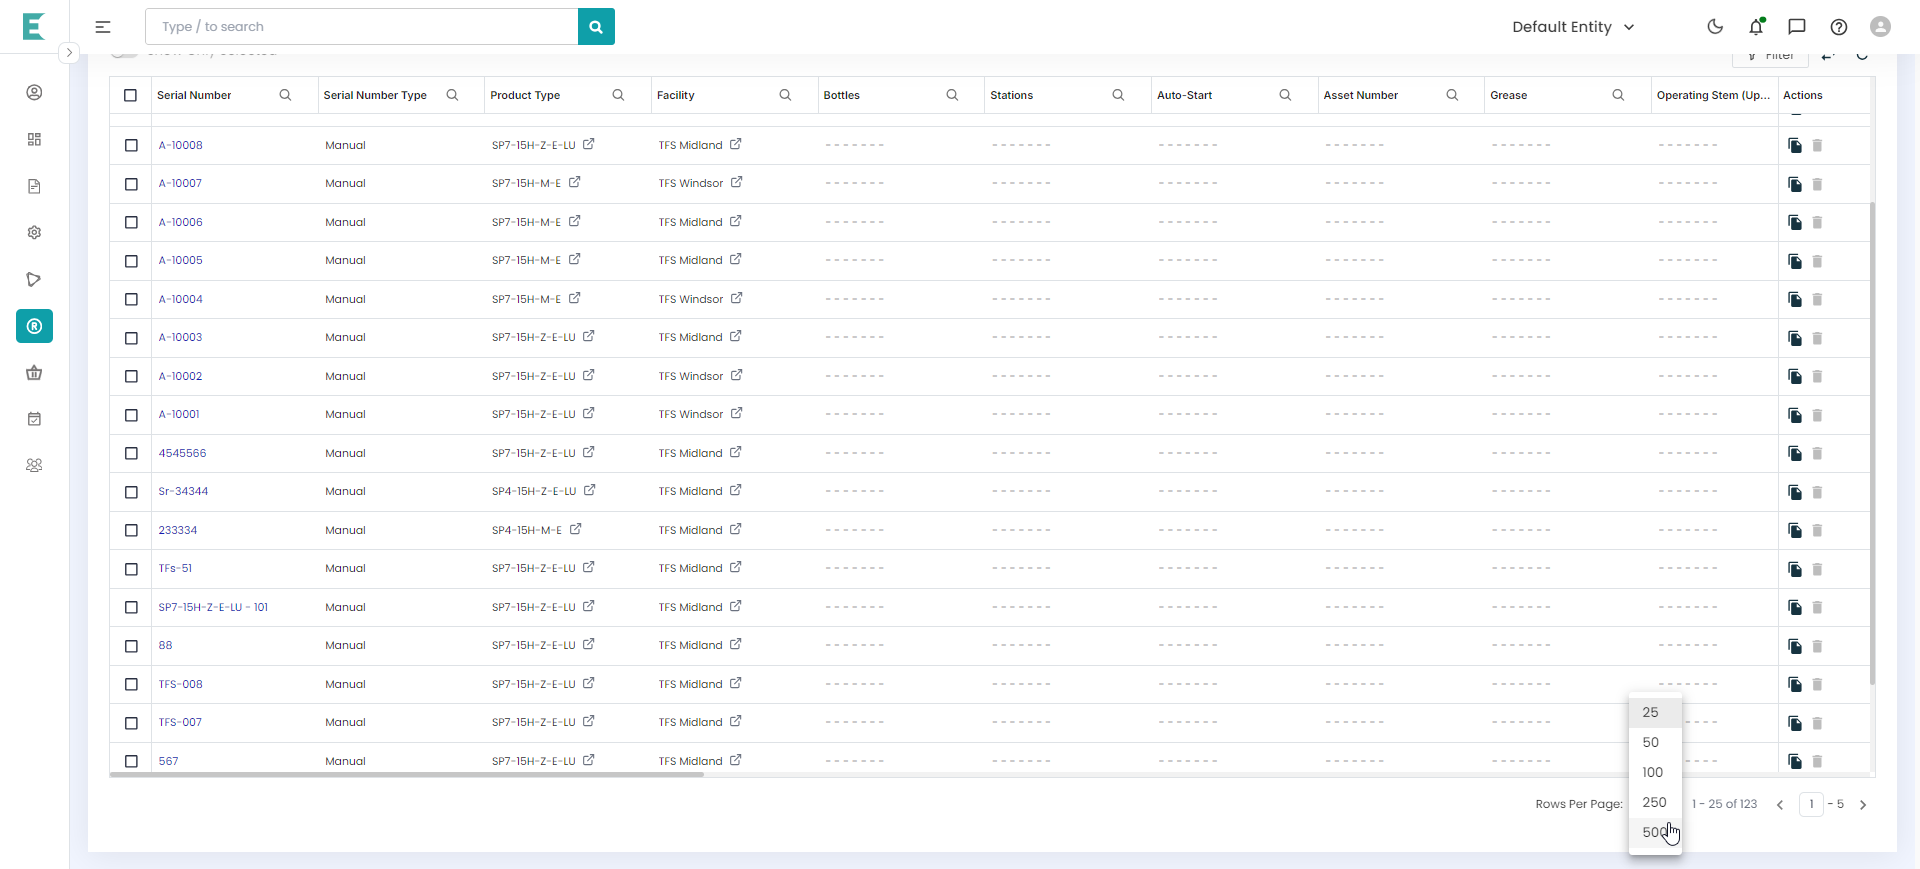 Type / to search
Default Entity
Show Only Selected
Filter
Serial Number Serial Number Type Product Type Facility Bottles Stations Auto-Start Asset Number Grease Operating Stem (Up... Actions
A-10008 Manual SP7-15H-Z-E-LU TFS Midland ------- ------- ------- ------- ------- -------
A-10007 Manual SP7-15H-M-E TFS Windsor ------- ------- ------- ------- ------- -------
A-10006 Manual SP7-15H-M-E TFS Midland ------- ------- ------- ------- ------- -------
A-10005 Manual SP7-15H-M-E TFS Midland ------- ------- ------- ------- ------- -------
A-10004 Manual SP7-15H-M-E TFS Windsor ------- ------- ------- ------- ------- -------
A-10003 Manual SP7-15H-Z-E-LU TFS Midland ------- ------- ------- ------- ------- -------
A-10002 Manual SP7-15H-Z-E-LU TFS Windsor ------- ------- ------- ------- ------- -------
A-10001 Manual SP7-15H-Z-E-LU TFS Windsor ------- ------- ------- ------- ------- -------
4545566 Manual SP7-15H-Z-E-LU TFS Midland ------- ------- ------- ------- ------- -------
Sr-34344 Manual SP4-15H-Z-E-LU TFS Midland ------- ------- ------- ------- ------- -------
233334 Manual SP4-15H-M-E TFS Midland ------- ------- ------- ------- ------- -------
TFs-51 Manual SP7-15H-Z-E-LU TFS Midland ------- ------- ------- ------- ------- -------
SP7-15H-Z-E-LU - 101 Manual SP7-15H-Z-E-LU TFS Midland ------- ------- ------- ------- ------- -------
88 Manual SP7-15H-Z-E-LU TFS Midland ------- ------- ------- ------- ------- -------
TFS-008 Manual SP7-15H-Z-E-LU TFS Midland ------- ------- ------- ------- ------- -------
TFS-007 Manual SP7-15H-Z-E-LU TFS Midland ------- ------- ------- ------- ------- -----
567 Manual SP7-15H-Z-E-LU TFS Midland ------- ------- ------- ------- ------- -----
25
50
100
250
500
Rows Per Page: 1 - 25 of 123 1 - 5